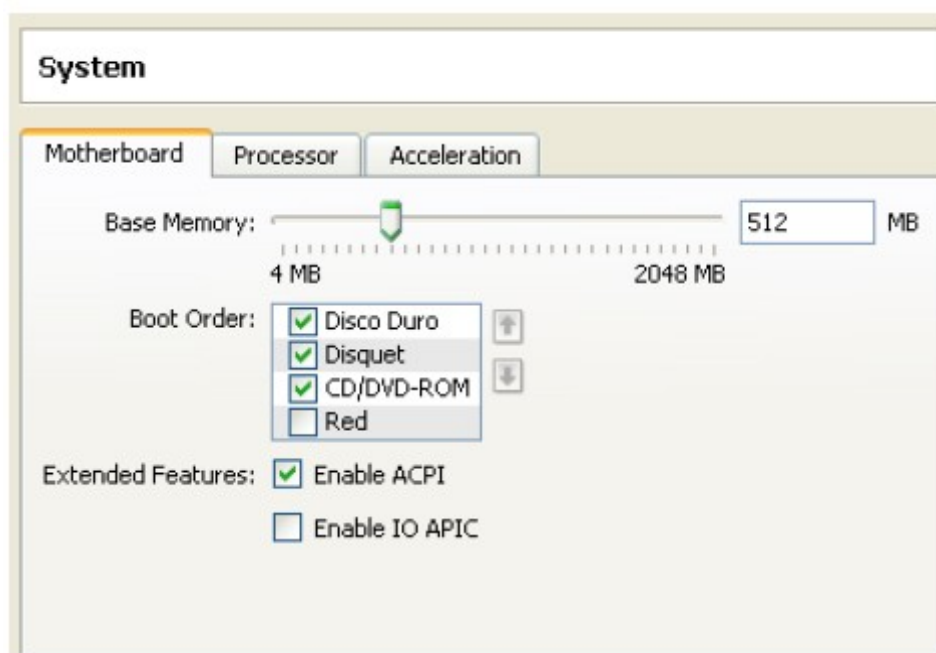 System
Motherboard Processor Acceleration
Base Memory: 512 MB
4 MB 2048 MB
Boot Order: Disco Duro
Disquet
CD/DVD-ROM
Red
Extended Features: Enable ACPI
Enable IO APIC